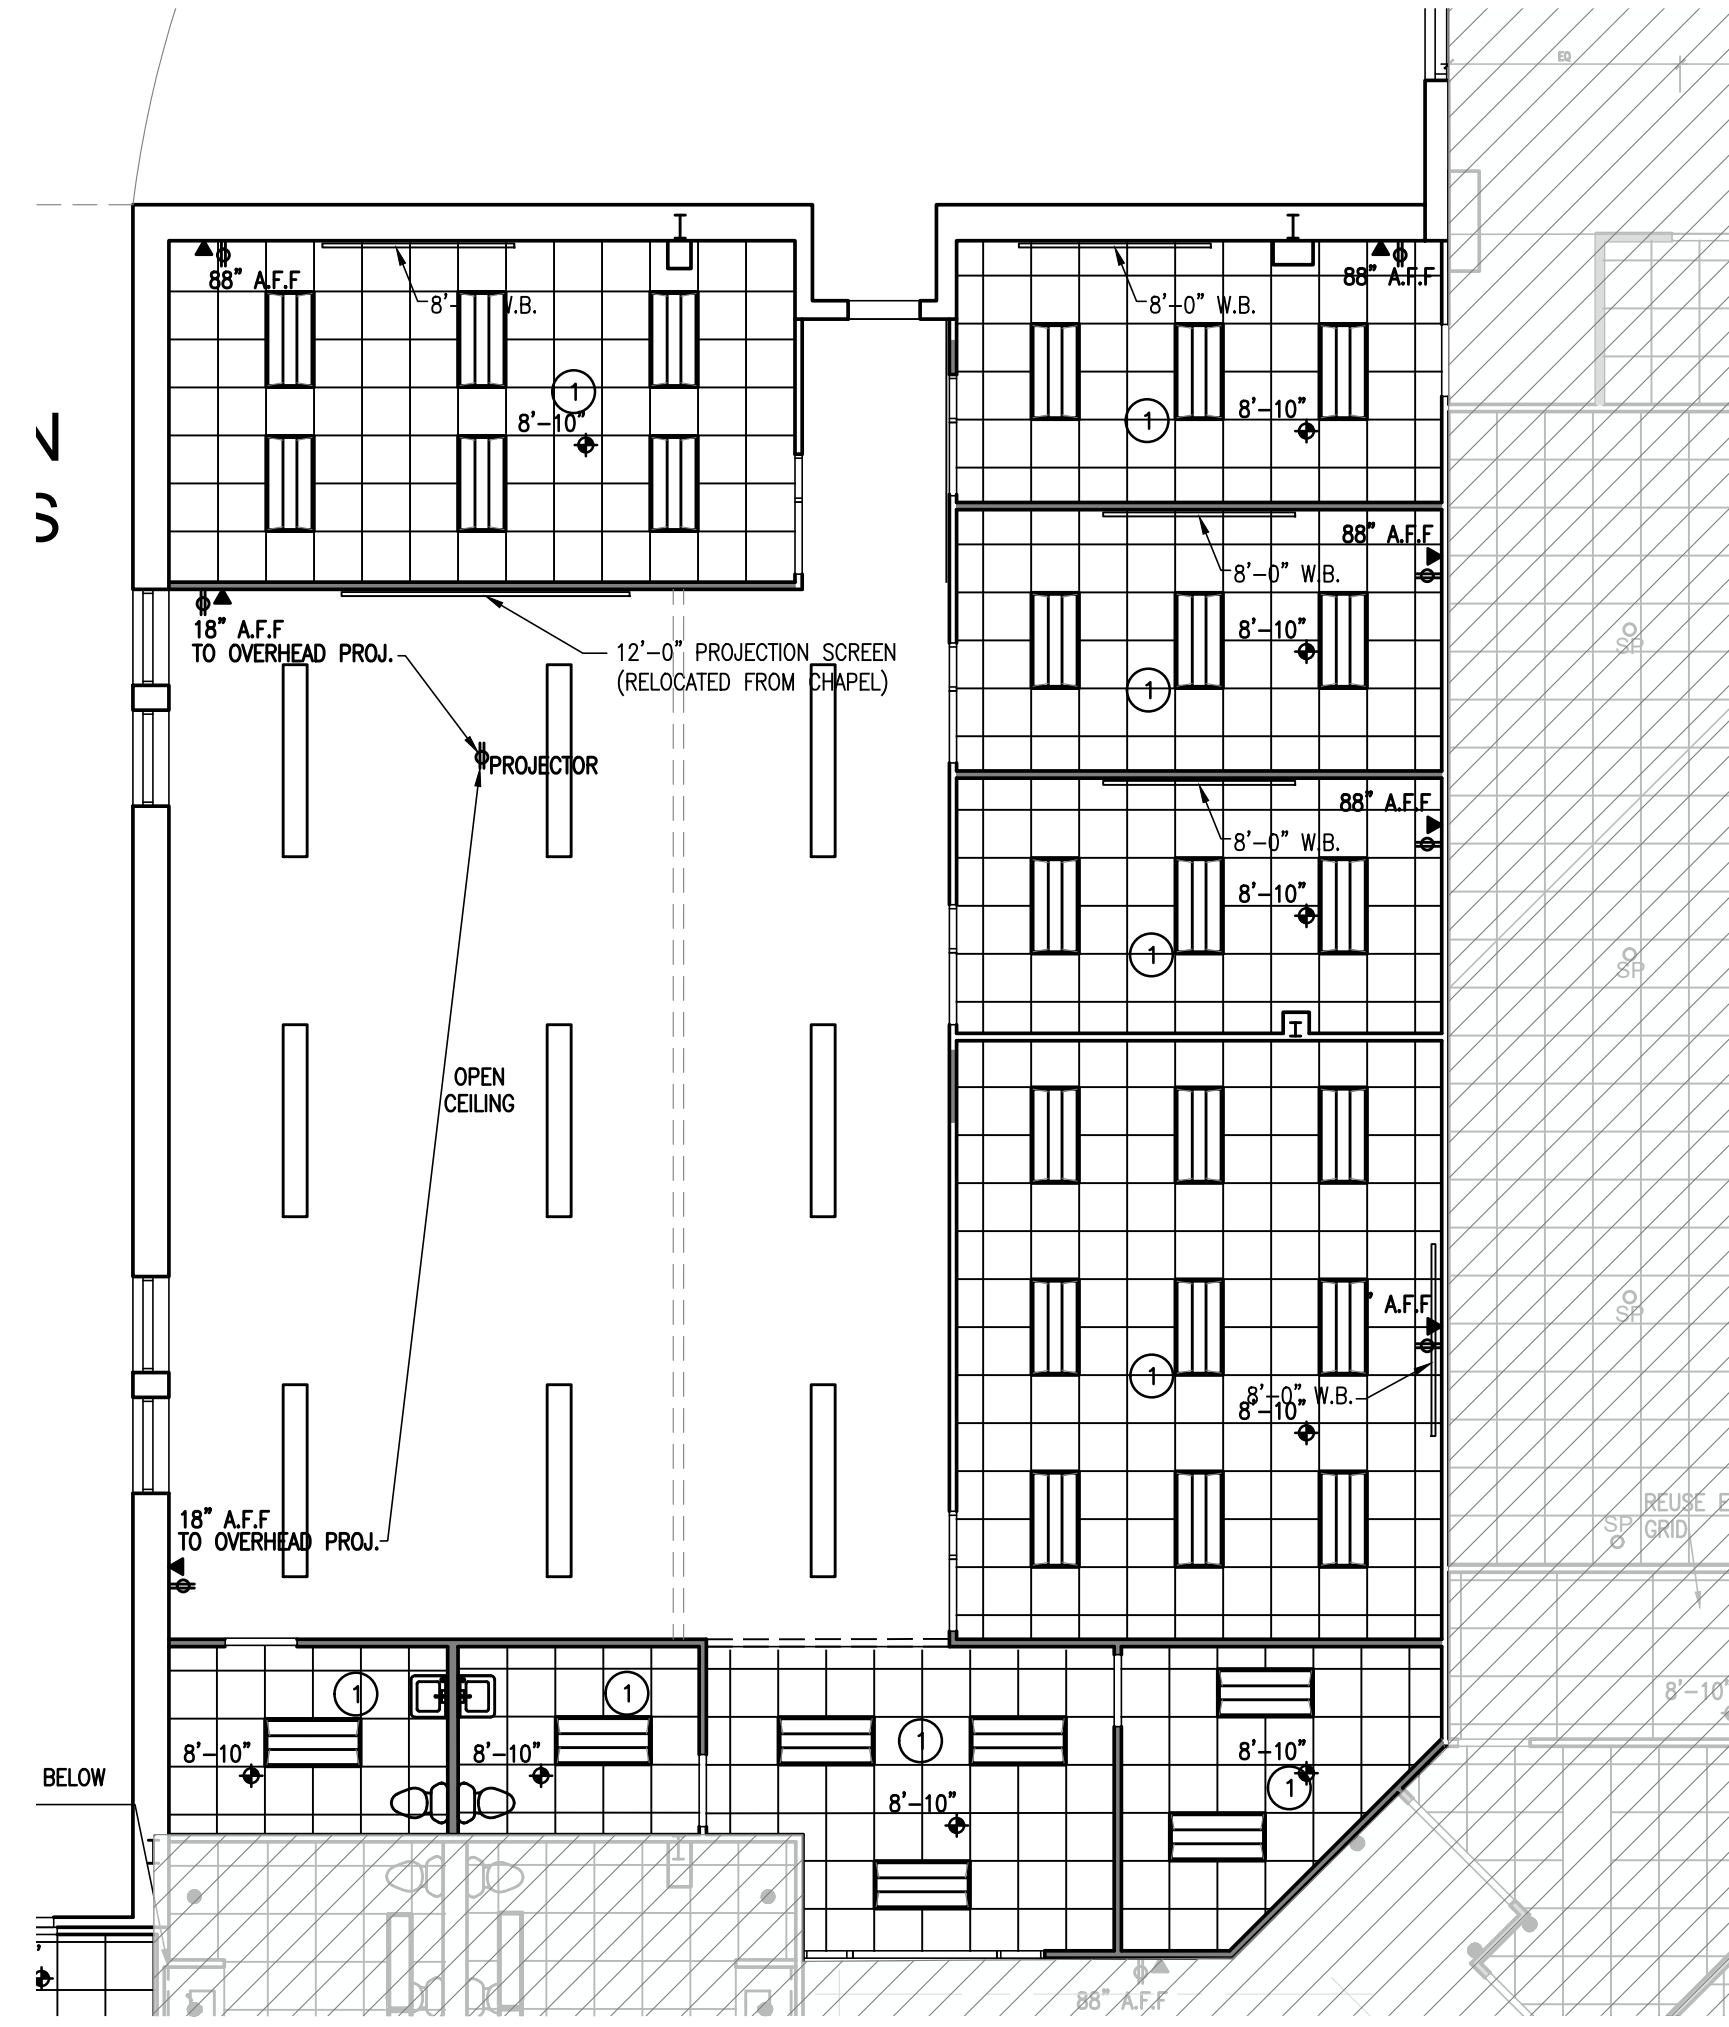 EQ
88" A.F.F
8'- W.B.
1
8'-10"
8'-0" W.B.
88" A.F.F
8'-10"
1
88" A.F.F
8'-0" W.B.
8'-10"
1
18" A.F.F
TO OVERHEAD PROJ.
12'-0" PROJECTION SCREEN
(RELOCATED FROM CHAPEL)
PROJECTOR
SP
88" A.F.F
8'-0" W.B.
8'-10"
1
SP
OPEN
CEILING
SP
" A.F.F
1
8'-0" W.B.
8'-10"
18" A.F.F
TO OVERHEAD PROJ.
REUSE E
SP GRID
1
1
8'-10"
8'-10"
1
8'-10"
8'-10"
1
8'-10"
BELOW
88" A.F.F